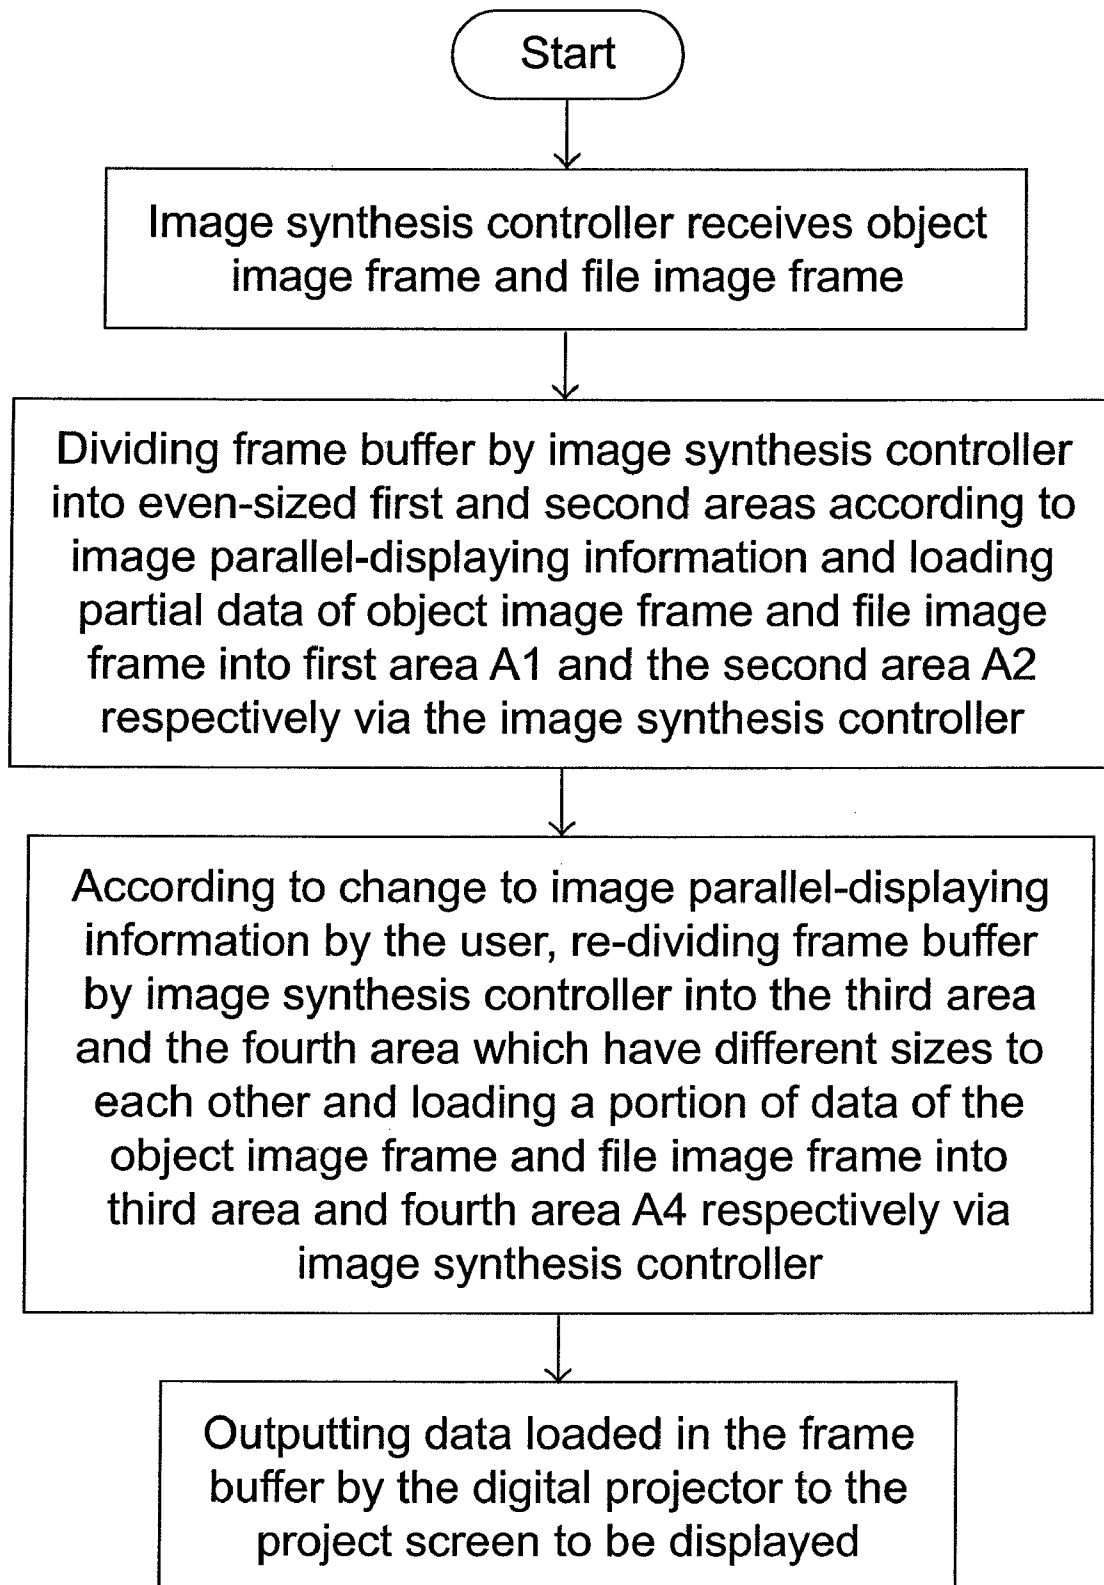 Start
Image synthesis controller receives object
image frame and file image frame
Dividing frame buffer by image synthesis controller
into even-sized first and second areas according to
image parallel-displaying information and loading
partial data of object image frame and file image
frame into first area A1 and the second area A2
respectively via the image synthesis controller
According to change to image parallel-displaying
information by the user, re-dividing frame buffer
by image synthesis controller into the third area
and the fourth area which have different sizes to
each other and loading a portion of data of the
object image frame and file image frame into
third area and fourth area A4 respectively via
image synthesis controller
Outputting data loaded in the frame
buffer by the digital projector to the
project screen to be displayed